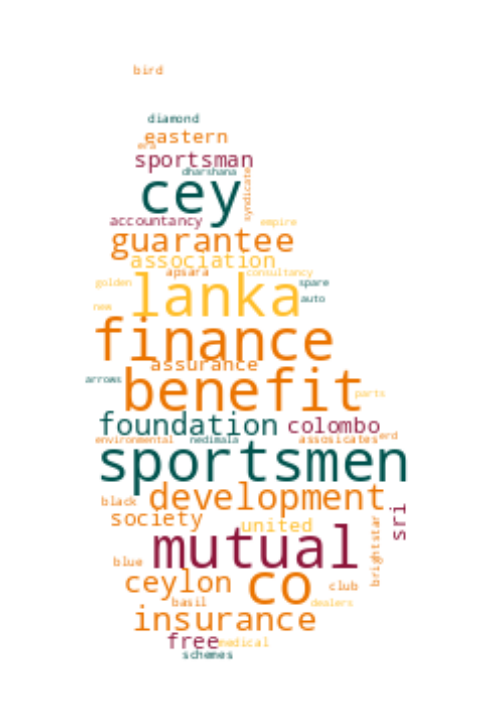 bird
diamond
eastern
era
sportsman
dharshana
cey
syndicate
accountancy
empire
guarantee
association
apsara consultancy
golden spare
lanka
auto
new
finance
assurance
arrows
benefit
parts
foundation colombo
environmental nedimala assosicates erd
sportsmen
development
black
sri
society
united
brightstar
mutual
blue
ceylon co club
basil dealers
insurance
free medical
schemes